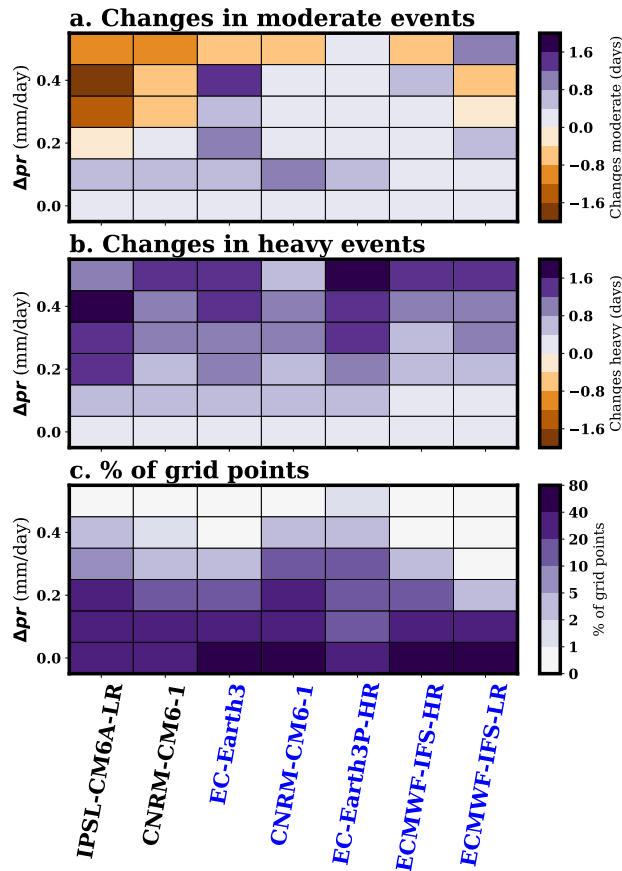 a. Changes in moderate events
Δpr (mm/day)
0.4
0.2
0.0
1.6
0.8
0.0
−0.8
−1.6
Changes moderate (days)
b. Changes in heavy events
Δpr (mm/day)
0.4
0.2
0.0
1.6
0.8
0.0
−0.8
−1.6
Changes heavy (days)
c. % of grid points
Δpr (mm/day)
0.4
0.2
0.0
80
40
20
10
5
2
1
0
% of grid points
IPSL-CM6A-LR
CNRM-CM6-1
EC-Earth3
CNRM-CM6-1
EC-Earth3P-HR
ECMWF-IFS-HR
ECMWF-IFS-LR